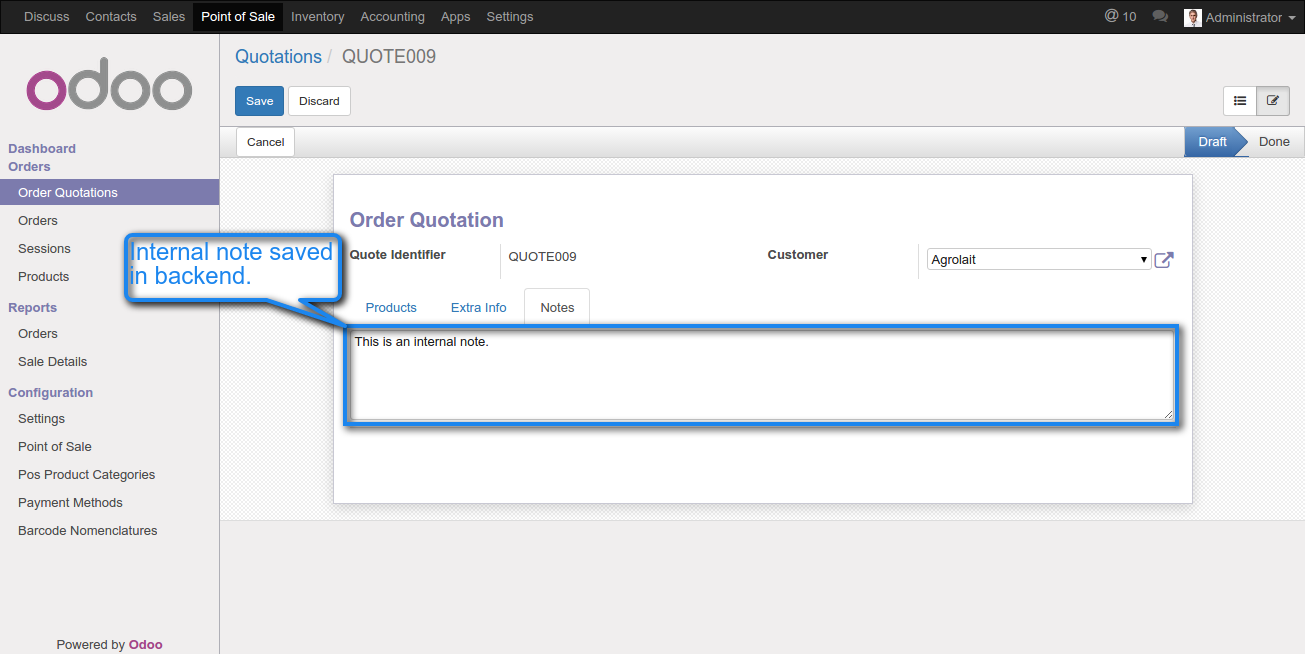 Discuss Contacts Sales Point of Sale Inventory Accounting Apps Settings @ 10 Administrator
odoo
Quotations / QUOTE009
Save Discard
Cancel Draft Done
Dashboard
Orders
Order Quotations
Orders
Sessions
Products
Reports
Orders
Sale Details
Configuration
Settings
Point of Sale
Pos Product Categories
Payment Methods
Barcode Nomenclatures
Powered by Odoo
Order Quotation
Quote Identifier QUOTE009 Customer Agrolait
Internal note saved
in backend.
Products Extra Info Notes
This is an internal note.